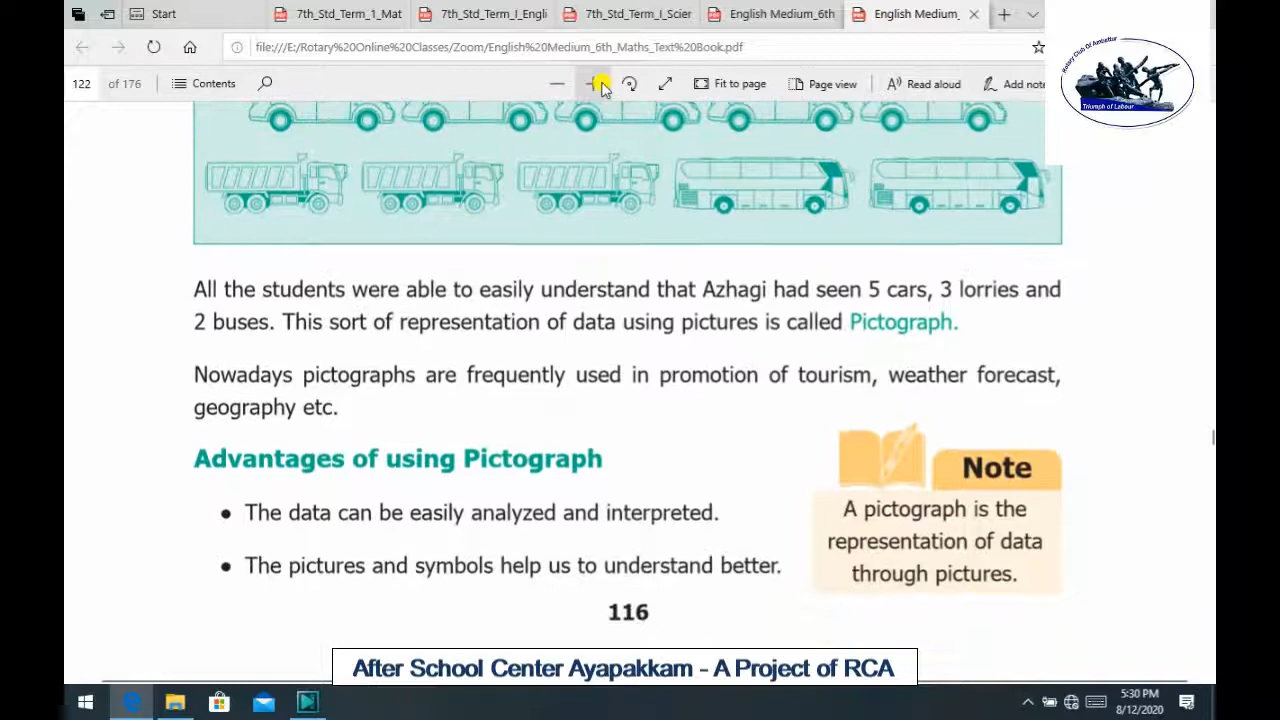 Start
7th_Std_Term_1_Mat
7th_Std_Term_I_Engli
7th_Std_Term_I_Scier
English Medium_6th
English Medium_
file:///E:/Rotary%20Online%20Classes/Zoom/English%20Medium_6th_Maths_Text%20Book.pdf
122 of 176 Contents Fit to page Page view Read aloud Add note
Rotary Club Of Ambattur
Triumph of Labour
All the students were able to easily understand that Azhagi had seen 5 cars, 3 lorries and
2 buses. This sort of representation of data using pictures is called Pictograph.
Nowadays pictographs are frequently used in promotion of tourism, weather forecast,
geography etc.
Advantages of using Pictograph
• The data can be easily analyzed and interpreted.
• The pictures and symbols help us to understand better.
Note
A pictograph is the
representation of data
through pictures.
116
After School Center Ayapakkam - A Project of RCA
5:30 PM
8/12/2020